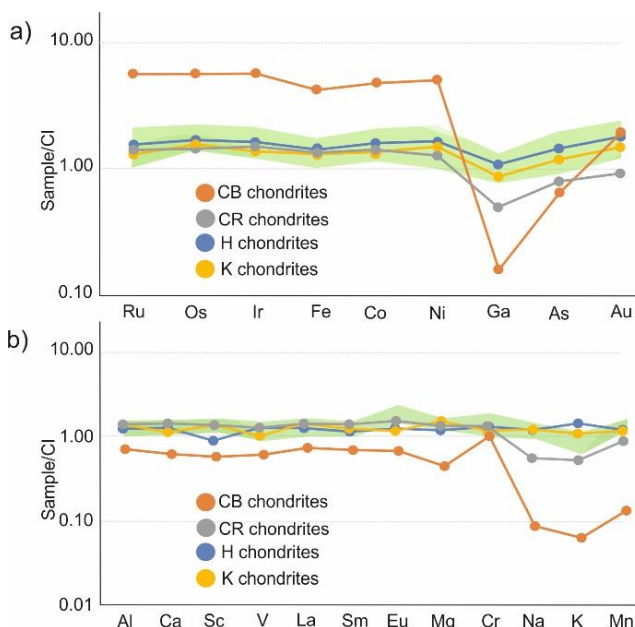 a)
10.00
Sample/CI
1.00
CB chondrites
CR chondrites
H chondrites
K chondrites
0.10
Ru Os Ir Fe Co Ni Ga As Au
b)
10.00
Sample/CI
1.00
CB chondrites
CR chondrites
0.10
H chondrites
K chondrites
0.01
Al Ca Sc V La Sm Eu Mg Cr Na K Mn